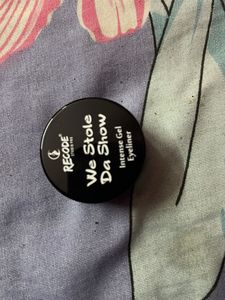 RECODE
We Stole
Da Show
Intense Gel
Eyeliner